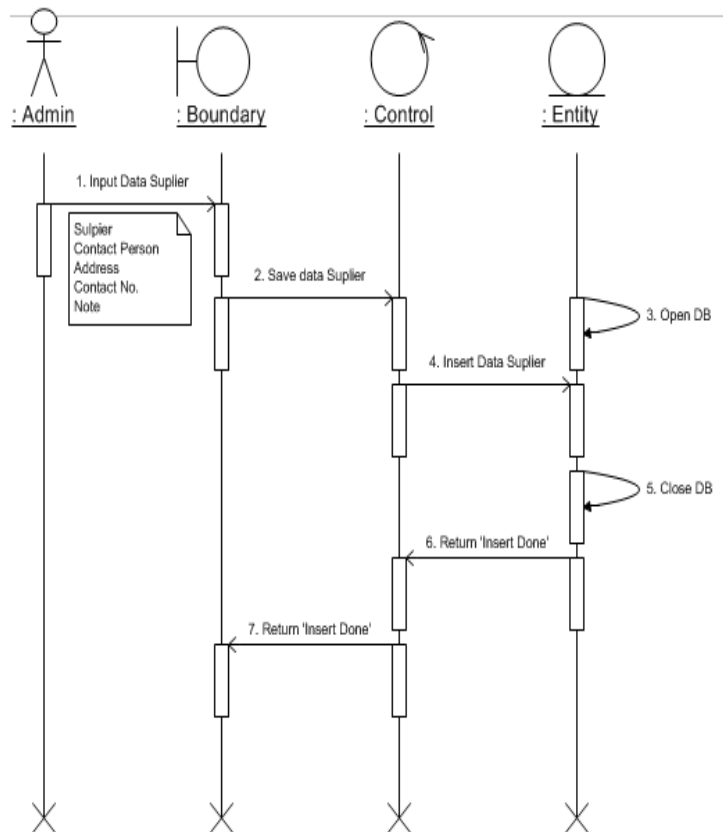 : Admin
: Boundary
: Control
: Entity
1. Input Data Suplier
Sulpier
Contact Person
Address
Contact No.
Note
2. Save data Suplier
3. Open DB
4. Insert Data Suplier
5. Close DB
6. Return 'Insert Done'
7. Return 'Insert Done'